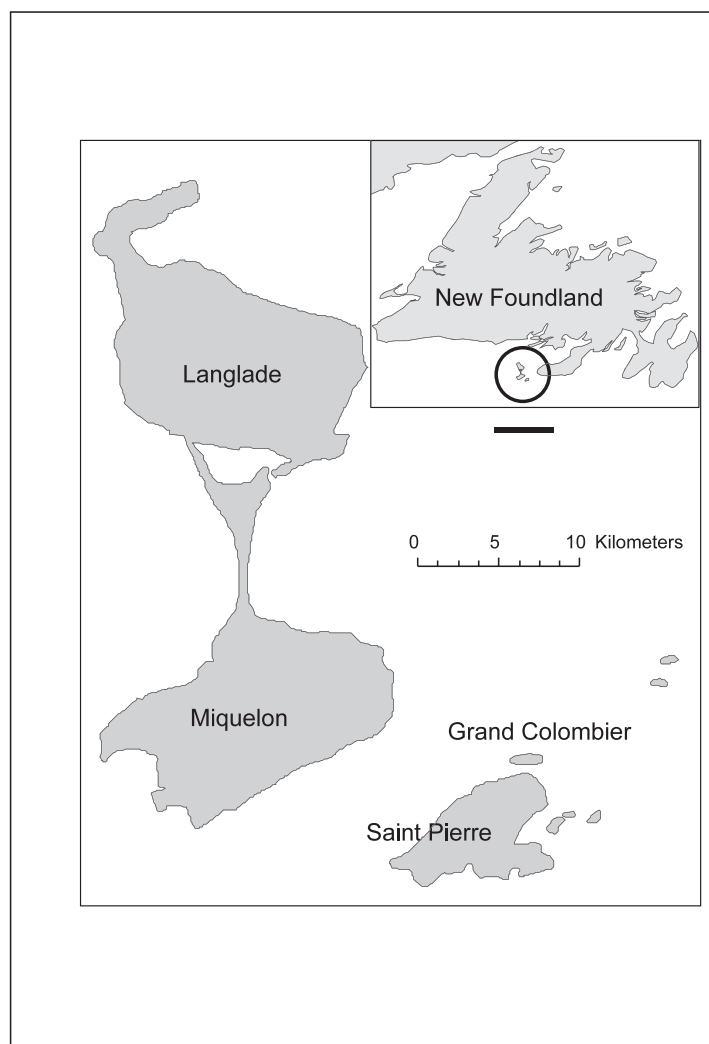 New Foundland
Langlade
0 5 10 Kilometers
Miquelon
Grand Colombier
Saint Pierre